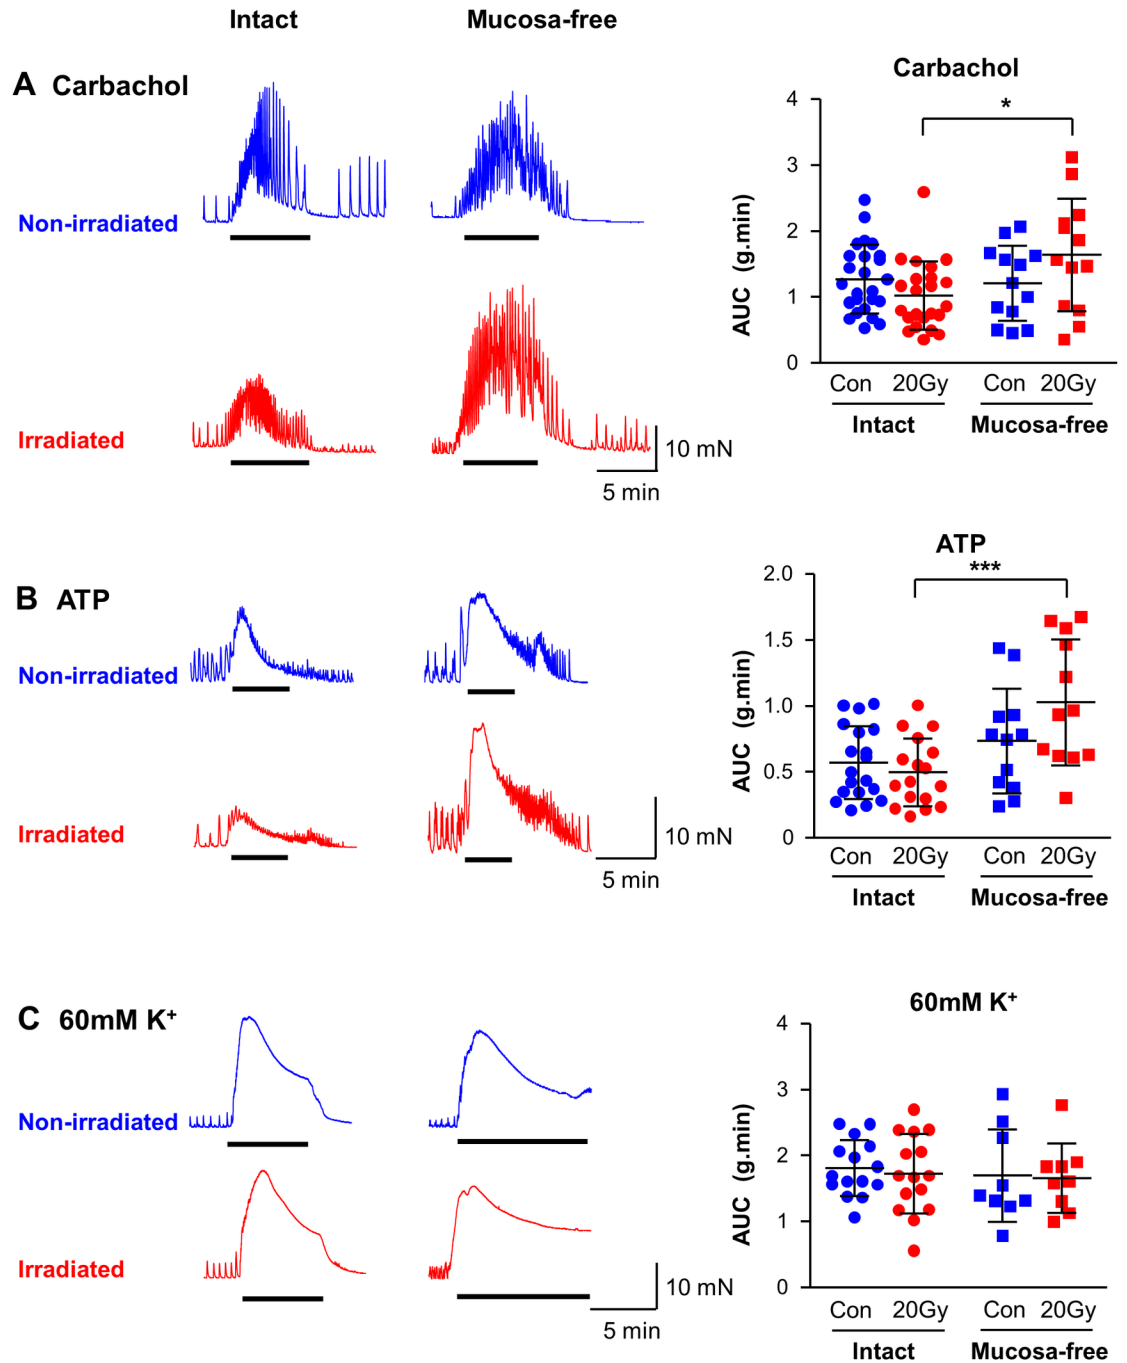 Intact Mucosa-free
A Carbachol
Non-irradiated
Irradiated
10 mN
5 min
Carbachol
*
AUC (g.min)
4
3
2
1
0
Con 20Gy Con 20Gy
Intact Mucosa-free
B ATP
Non-irradiated
Irradiated
10 mN
5 min
ATP
***
AUC (g.min)
2.0
1.5
1.0
0.5
0
Con 20Gy Con 20Gy
Intact Mucosa-free
C 60mM K⁺
Non-irradiated
Irradiated
10 mN
5 min
60mM K⁺
AUC (g.min)
4
3
2
1
0
Con 20Gy Con 20Gy
Intact Mucosa-free